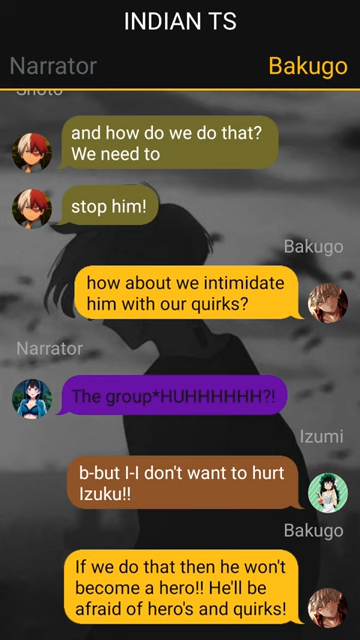 INDIAN TS
Narrator
Bakugo
Shoto
and how do we do that?
We need to
stop him!
Bakugo
how about we intimidate
him with our quirks?
Narrator
The group*HUHHHHHH?!
Izumi
b-but I-I don't want to hurt
Izuku!!
Bakugo
If we do that then he won't
become a hero!! He'll be
afraid of hero's and quirks!